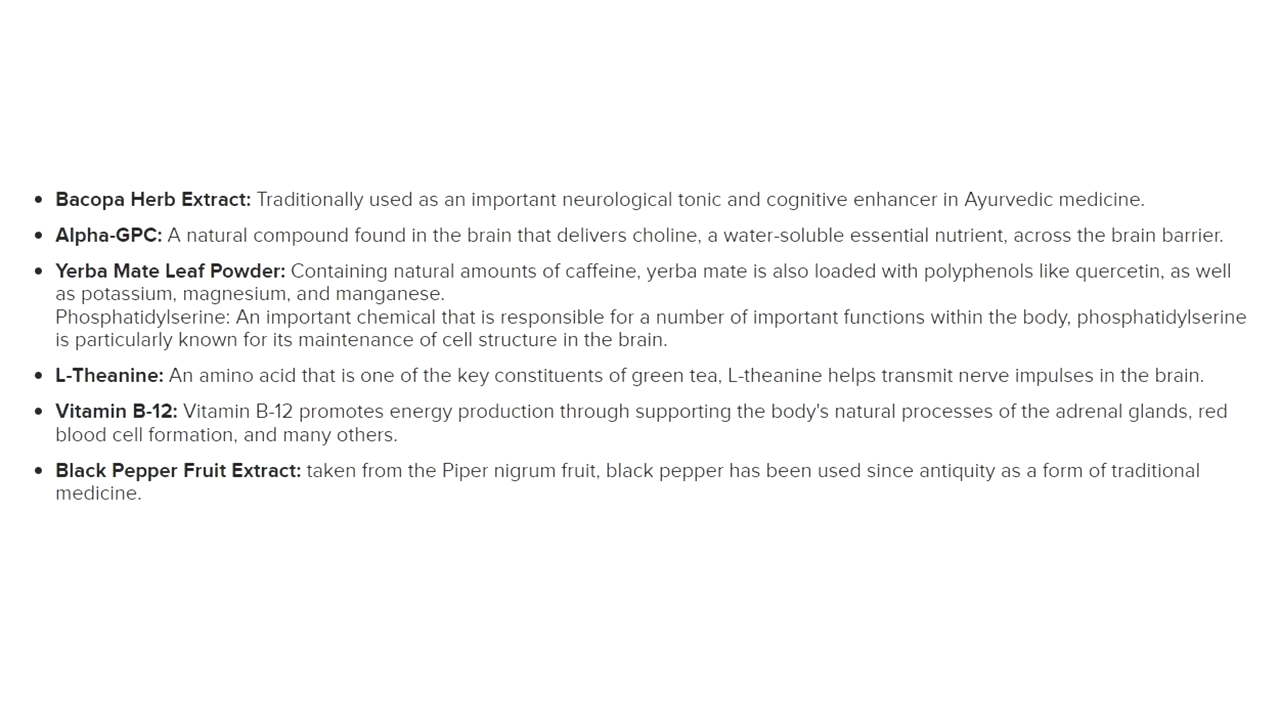 Bacopa Herb Extract: Traditionally used as an important neurological tonic and cognitive enhancer in Ayurvedic medicine.
Alpha-GPC: A natural compound found in the brain that delivers choline, a water-soluble essential nutrient, across the brain barrier.
Yerba Mate Leaf Powder: Containing natural amounts of caffeine, yerba mate is also loaded with polyphenols like quercetin, as well
as potassium, magnesium, and manganese.
Phosphatidylserine: An important chemical that is responsible for a number of important functions within the body, phosphatidylserine
is particularly known for its maintenance of cell structure in the brain.
L-Theanine: An amino acid that is one of the key constituents of green tea, L-theanine helps transmit nerve impulses in the brain.
Vitamin B-12: Vitamin B-12 promotes energy production through supporting the body's natural processes of the adrenal glands, red
blood cell formation, and many others.
Black Pepper Fruit Extract: taken from the Piper nigrum fruit, black pepper has been used since antiquity as a form of traditional
medicine.